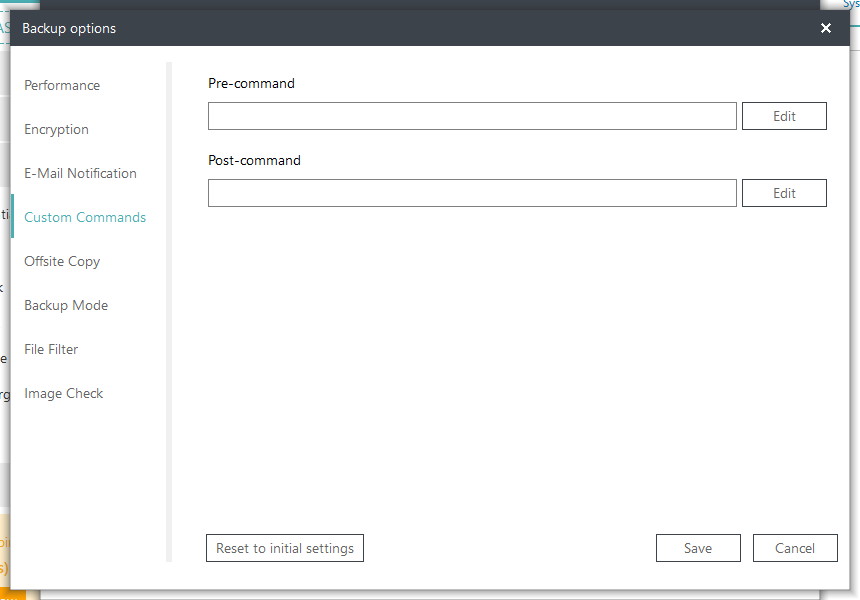 Sys
Backup options
Performance
Encryption
E-Mail Notification
Custom Commands
Offsite Copy
Backup Mode
File Filter
Image Check
Pre-command
Edit
Post-command
Edit
Reset to initial settings
Save
Cancel